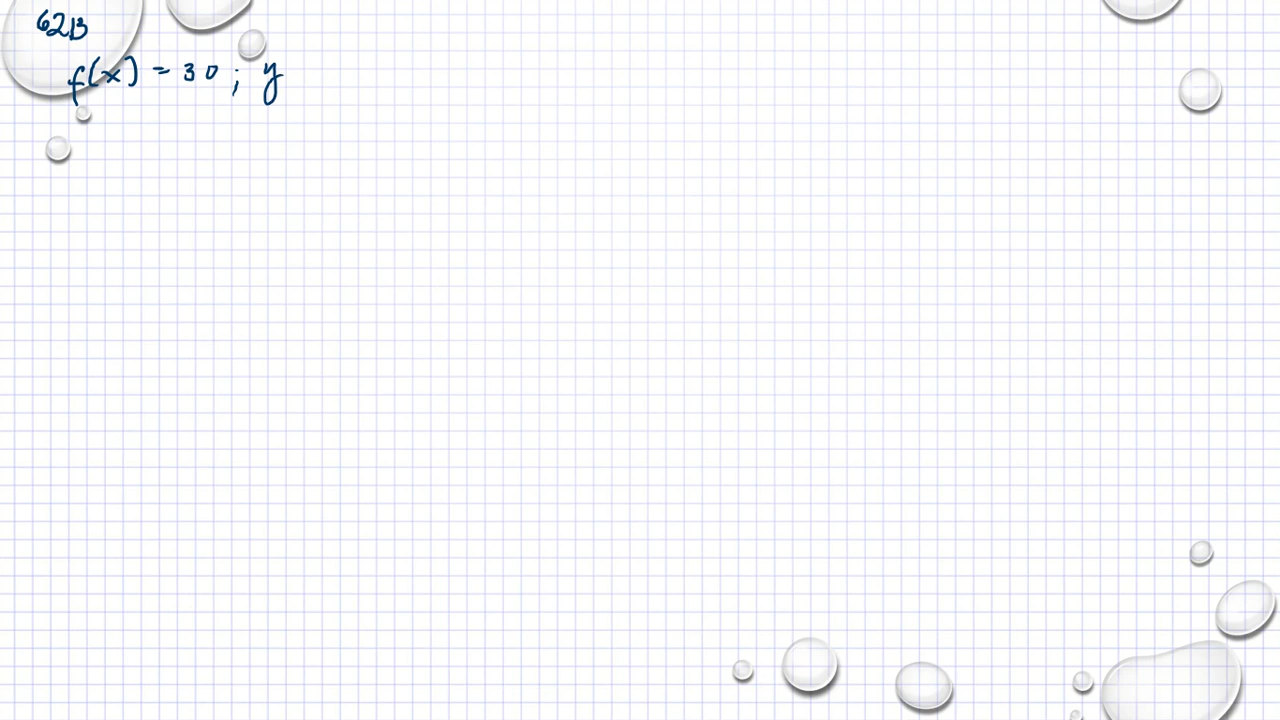 62B
f(x) = 30 ; y